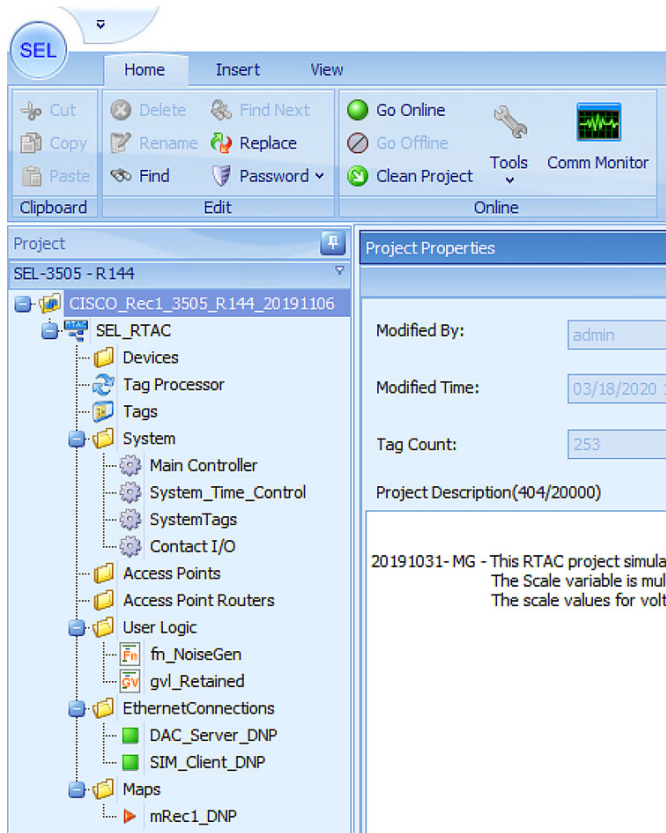 SEL
Home Insert View
Cut Delete Find Next Go Online
Copy Rename Replace Go Offline
Paste Find Password Clean Project Tools Comm Monitor
Clipboard Edit Online
Project Project Properties
SEL-3505 - R144
CISCO_Rec1_3505_R144_20191106
SEL_RTAC Modified By: admin
Devices
Tag Processor Modified Time: 03/18/2020
Tags
System Tag Count: 253
Main Controller
System_Time_Control Project Description(404/20000)
SystemTags
Contact I/O
20191031- MG - This RTAC project simula
Access Points The Scale variable is mul
Access Point Routers The scale values for volt
User Logic
Fn fn_NoiseGen
GV gvl_Retained
EthernetConnections
DAC_Server_DNP
SIM_Client_DNP
Maps
mRec1_DNP